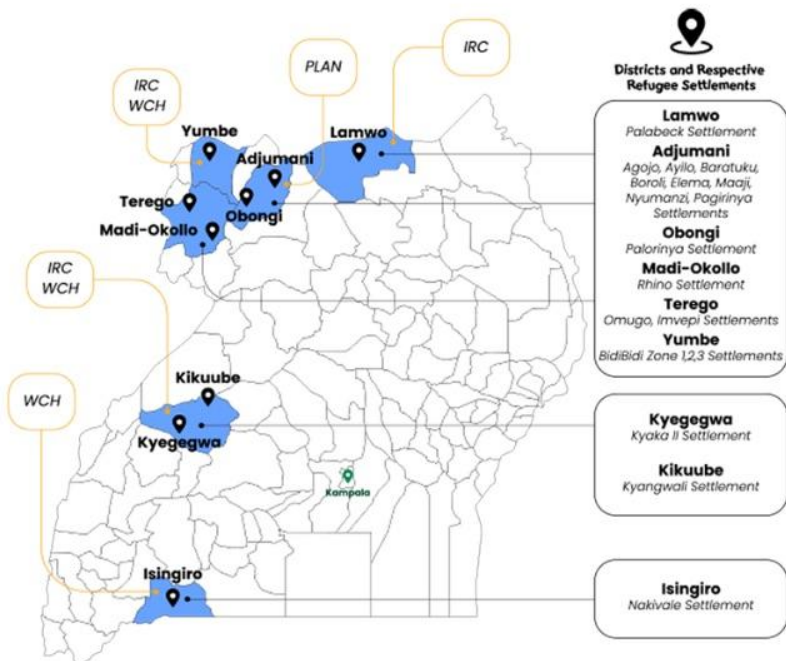 IRC
WCH
PLAN
IRC
Yumbe
Adjumani
Lamwo
Terego
Obongi
Madi-Okollo
IRC
WCH
WCH
Kikuube
Kyegegwa
Kampala
Isingiro
Districts and Respective
Refugee Settlements
Lamwo
Palabeck Settlement
Adjumani
Agojo, Ayilo, Baratuku,
Boroli, Elema, Maaji,
Nyumanzi, Pagirinya
Settlements
Obongi
Palorinya Settlement
Madi-Okollo
Rhino Settlement
Terego
Omugo, Imvepi Settlements
Yumbe
BidiBidi Zone 1,2,3 Settlements
Kyegegwa
Kyaka II Settlement
Kikuube
Kyangwali Settlement
Isingiro
Nakivale Settlement